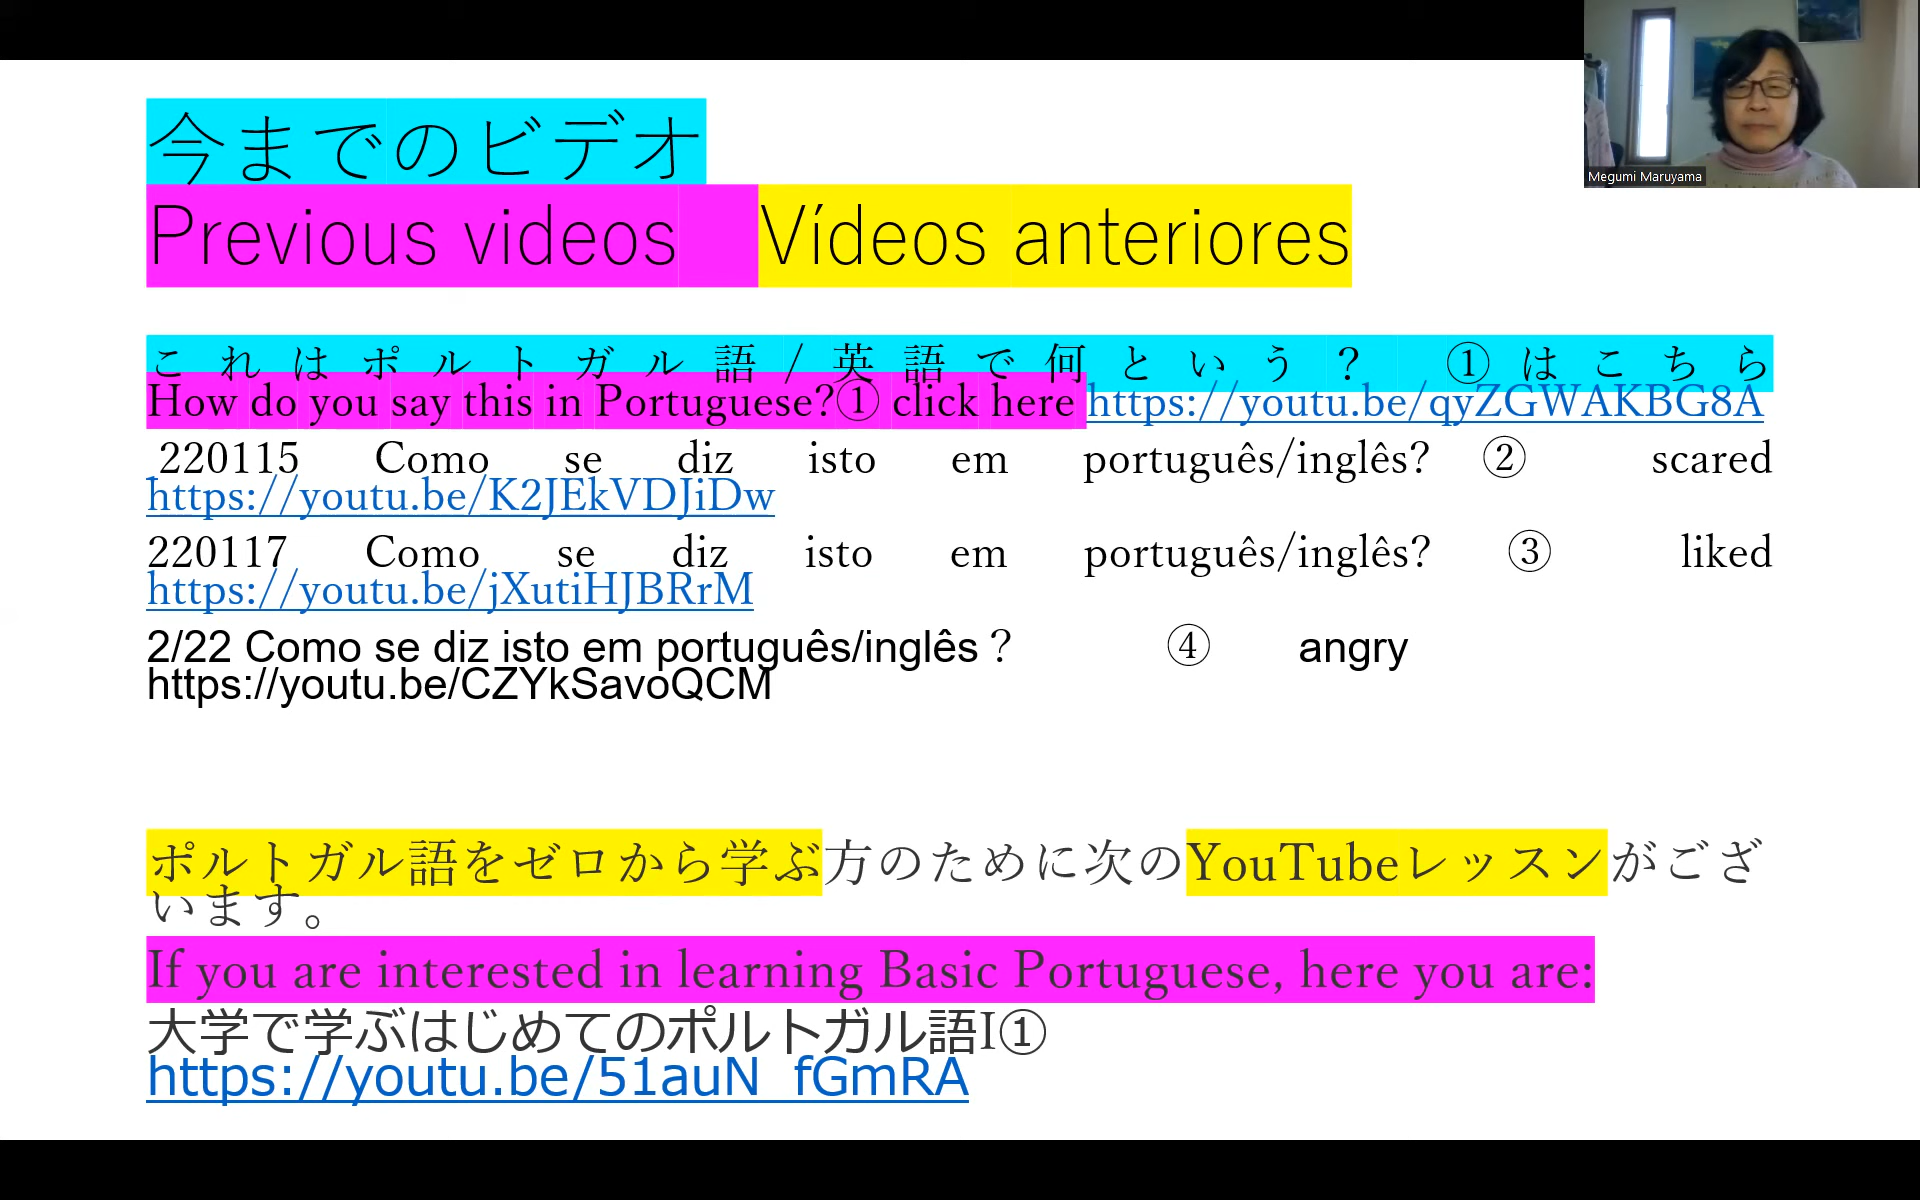 今までのビデオ
Previous videos Vídeos anteriores
これはポルトガル語/英語で何という? ①はこちら
How do you say this in Portuguese?① click here https://youtu.be/qyZGWAKBG8A
220115 Como se diz isto em português/inglês? ② scared
https://youtu.be/K2JEkVDJiDw
220117 Como se diz isto em português/inglês? ③ liked
https://youtu.be/jXutiHJBRrM
2/22 Como se diz isto em português/inglês? ④ angry
https://youtu.be/CZYkSavoQCM
ポルトガル語をゼロから学ぶ方のために次のYouTubeレッスンがござ
います。
If you are interested in learning Basic Portuguese, here you are:
大学で学ぶはじめてのポルトガル語I①
https://youtu.be/51auN_fGmRA
Megumi Maruyama